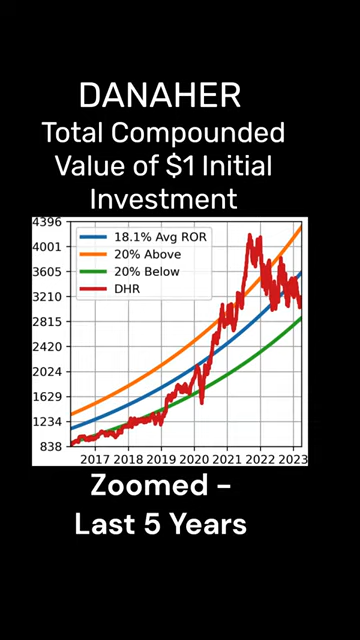 DANAHER
Total Compounded
Value of $1 Initial
Investment
4396
4001
3605
3210
2815
2420
2024
1629
1234
838
18.1% Avg ROR
20% Above
20% Below
DHR
2017 2018 2019 2020 2021 2022 2023
Zoomed -
Last 5 Years